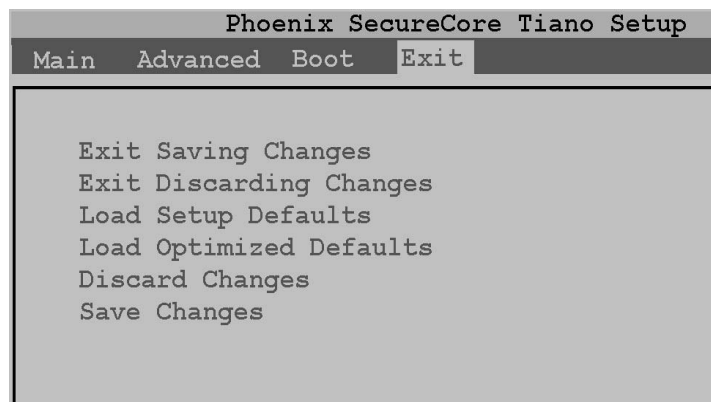 Phoenix SecureCore Tiano Setup
Main Advanced Boot Exit
Exit Saving Changes
Exit Discarding Changes
Load Setup Defaults
Load Optimized Defaults
Discard Changes
Save Changes